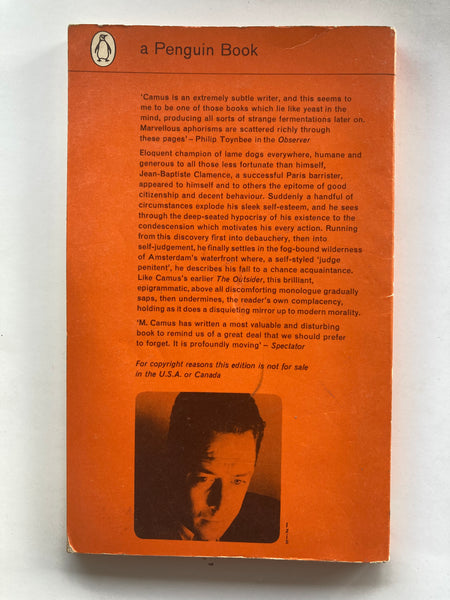 a Penguin Book
'Camus is an extremely subtle writer, and this seems to
me to be one of those books which lie like yeast in the
mind, producing all sorts of strange fermentations later on.
Marvellous aphorisms are scattered richly through
these pages' – Philip Toynbee in the Observer
Eloquent champion of lame dogs everywhere, humane and
generous to all those less fortunate than himself,
Jean-Baptiste Clamence, a successful Paris barrister,
appeared to himself and to others the epitome of good
citizenship and decent behaviour. Suddenly a handful of
circumstances explode his sleek self-esteem, and he sees
through the deep-seated hypocrisy of his existence to the
condescension which motivates his every action. Running
from this discovery first into debauchery, then into
self-judgement, he finally settles in the fog-bound wilderness
of Amsterdam's waterfront where, a self-styled 'judge
penitent', he describes his fall to a chance acquaintance.
Like Camus's earlier The Outsider, this brilliant,
epigrammatic, above all discomforting monologue gradually
saps, then undermines, the reader's own complacency,
holding as it does a disquieting mirror up to modern morality.
'M. Camus has written a most valuable and disturbing
book to remind us of a great deal that we should prefer
to forget. It is profoundly moving' – Spectator
For copyright reasons this edition is not for sale
in the U.S.A. or Canada